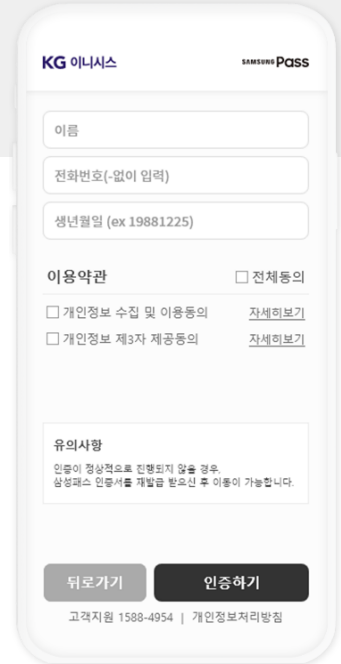 KG 이니시스
SAMSUNG Pass
이름
전화번호(-없이 입력)
생년월일 (ex 19881225)
이용약관
전체동의
개인정보 수집 및 이용동의 자세히보기
개인정보 제3자 제공동의 자세히보기
유의사항
인증이 정상적으로 진행되지 않을 경우.
삼성패스 인증서를 재발급 받으신 후 이동이 가능합니다.
뒤로가기
인증하기
고객지원 1588-4954 | 개인정보처리방침